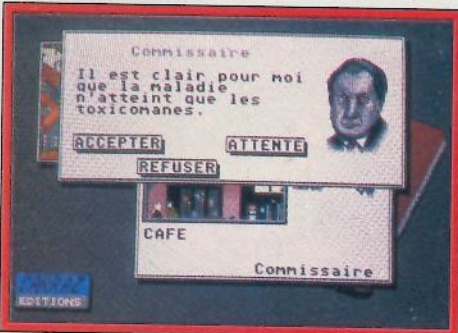 Commissaire
Il est clair pour moi
que la maladie
n'atteint que les
toxicomanes.
ACCEPTER
ATTENTE
REFUSER
CAFE
Commissaire
EDITIONS